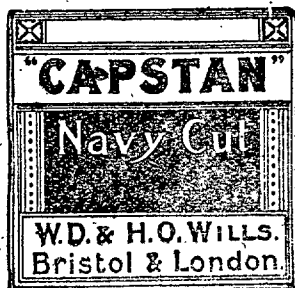 "CAPSTAN"
Navy Cut
W.D. & H.O. WILLS.
Bristol & London.